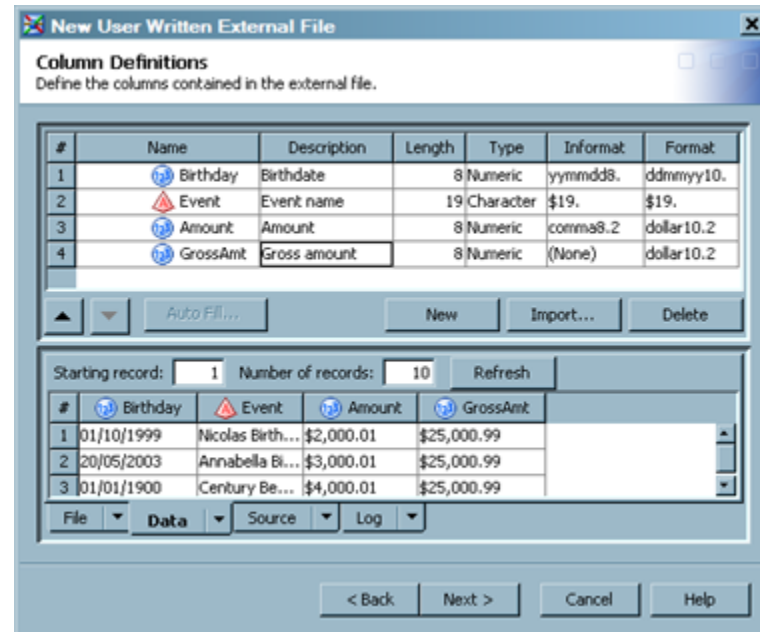 New User Written External File
Column Definitions
Define the columns contained in the external file.
# Name Description Length Type Informat Format
1 Birthday Birthdate 8 Numeric yymmdd8. ddmmyy10.
2 Event Event name 19 Character $19. $19.
3 Amount Amount 8 Numeric comma8.2 dollar10.2
4 GrossAmt Gross amount 8 Numeric (None) dollar10.2
Auto Fill... New Import... Delete
Starting record: 1 Number of records: 10 Refresh
# Birthday Event Amount GrossAmt
1 01/10/1999 Nicolas Birth... $2,000.01 $25,000.99
2 20/05/2003 Annabella Bi... $3,000.01 $25,000.99
3 01/01/1900 Century Be... $4,000.01 $25,000.99
File Data Source Log
< Back Next > Cancel Help